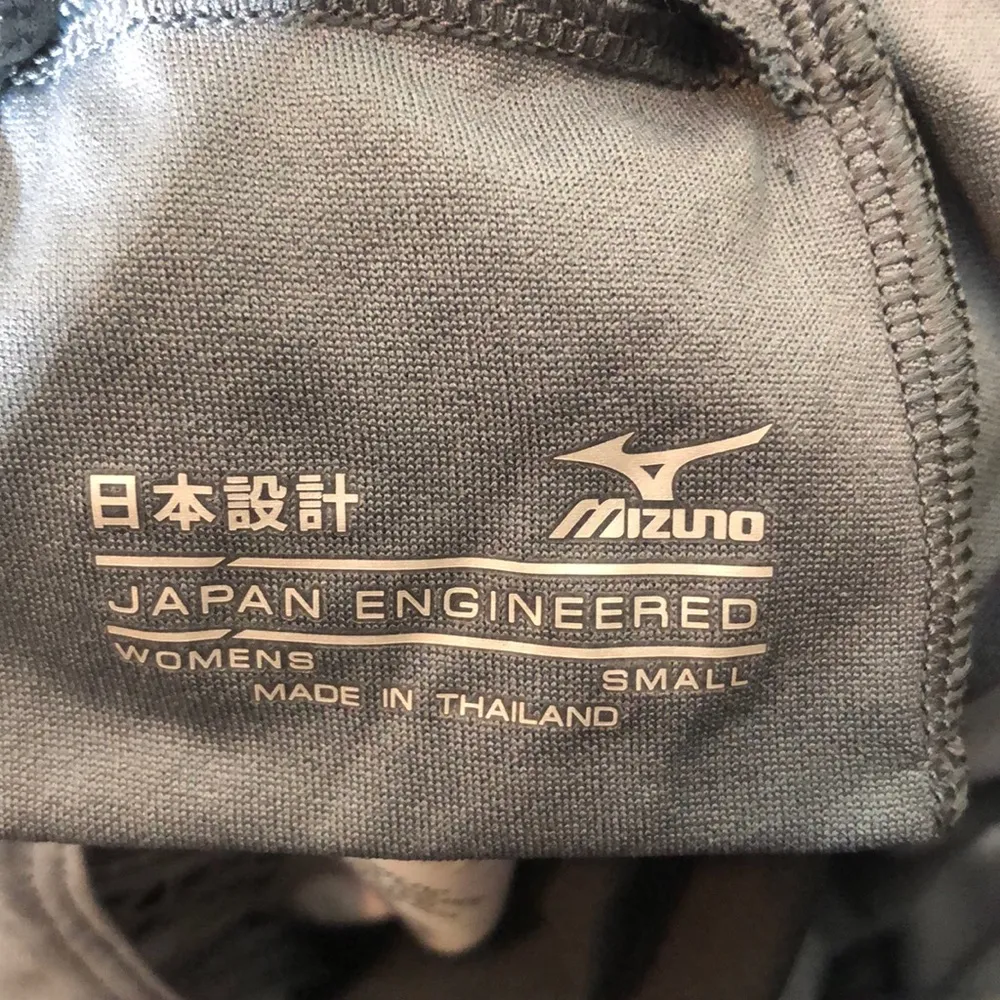 日本設計
MIZUNO
JAPAN ENGINEERED
WOMENS SMALL
MADE IN THAILAND